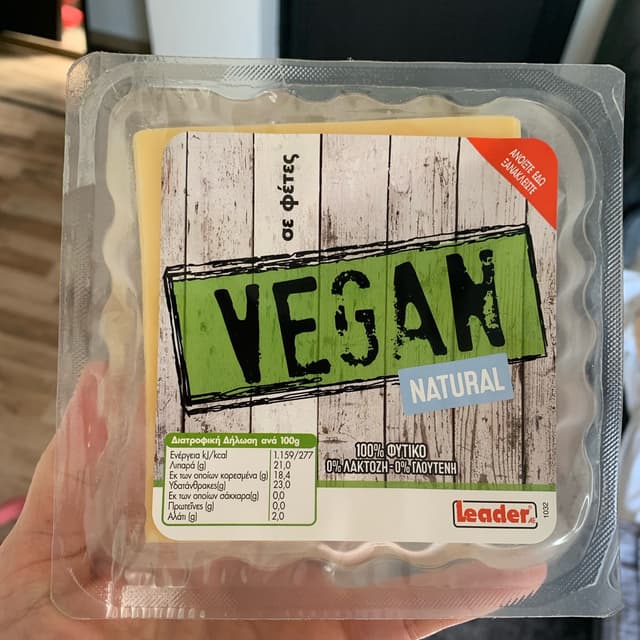 ΑΝΟΙΞΤΕ ΕΔΩ
ΞΑΝΑΚΛΕΙΣΤΕ
σε φέτες
VEGAN
NATURAL
100% ΦΥΤΙΚΟ
0% ΛΑΚΤΟΖΗ-0% ΓΛΟΥΤΕΝΗ
Διατροφική Δήλωση ανά 100g
Ενέργεια kJ/kcal 1.159/277
Λιπαρά (g) 21,0
Εκ των οποίων κορεσμένα (g) 18,4
Υδατάνθρακες(g) 23,0
Εκ των οποίων σάκχαρα(g) 0,0
Πρωτεΐνες (g) 0,0
Αλάτι (g) 2,0
Leader
1032